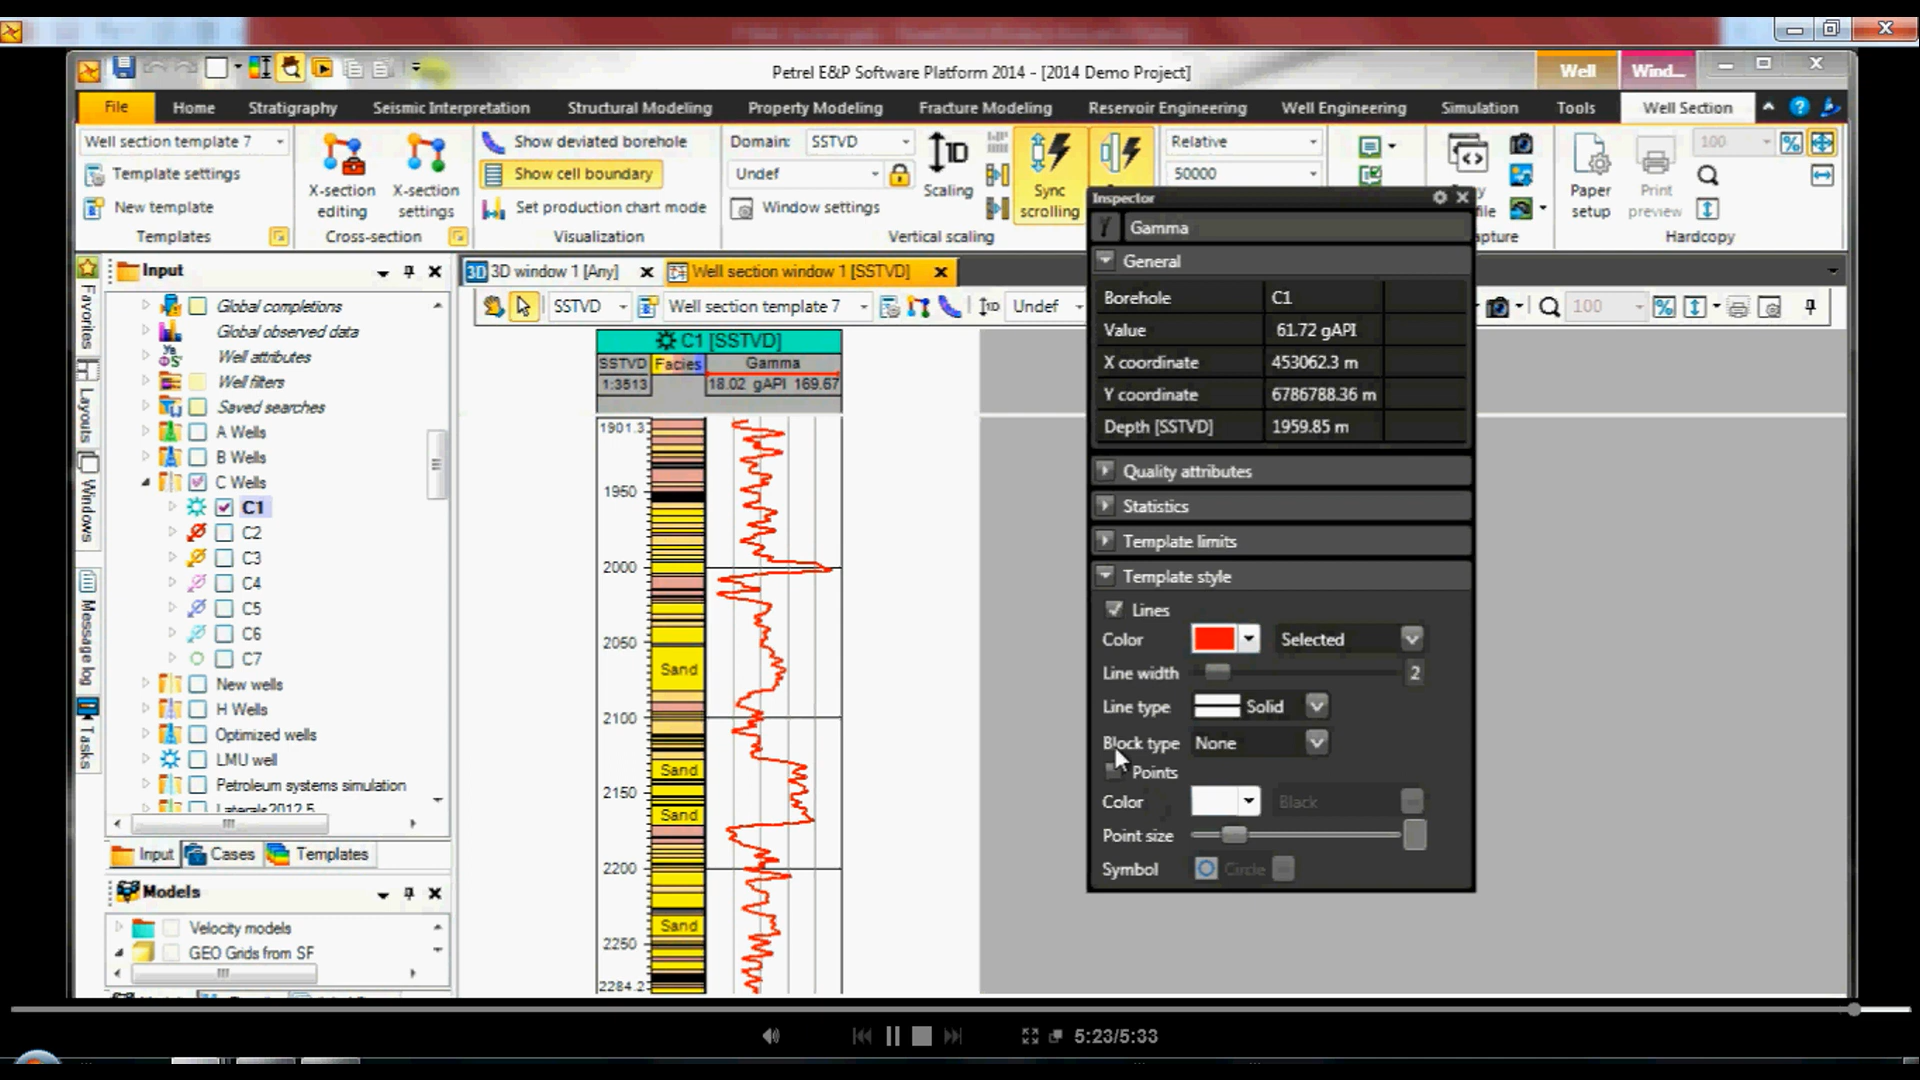 Petrel E&P Software Platform 2014 - [2014 Demo Project]
Well
Wind...
File
Home
Stratigraphy
Seismic Interpretation
Structural Modeling
Property Modeling
Fracture Modeling
Reservoir Engineering
Well Engineering
Simulation
Tools
Well Section
Well section template 7
Template settings
New template
Templates
X-section
editing
X-section
settings
Cross-section
Show deviated borehole
Show cell boundary
Set production chart mode
Visualization
Domain: SSTVD
Undef
Window settings
Scaling
Vertical scaling
Sync
scrolling
Relative
50000
Paper
setup
Print
preview
100
Hardcopy
Favorites
Layouts
Windows
Message log
Tasks
Input
Global completions
Global observed data
Well attributes
Well filters
Saved searches
A Wells
B Wells
C Wells
C1
C2
C3
C4
C5
C6
C7
New wells
H Wells
Optimized wells
LMU well
Petroleum systems simulation
Laterals2012.5
Input
Cases
Templates
Models
Velocity models
GEO Grids from SF
3D 3D window 1 [Any]
Well section window 1 [SSTVD]
SSTVD
Well section template 7
Undef
100
C1 [SSTVD]
SSTVD Facies Gamma
1:3513 18.02 gAPI 169.67
1901.3
1950
2000
2050
Sand
2100
Sand
2150
Sand
2200
Sand
2250
2284.2
Inspector
Gamma
General
Borehole C1
Value 61.72 gAPI
X coordinate 453062.3 m
Y coordinate 6786788.36 m
Depth [SSTVD] 1959.85 m
Quality attributes
Statistics
Template limits
Template style
Lines
Color Selected
Line width 2
Line type Solid
Block type None
Points
Color Black
Point size
Symbol Circle
5:23/5:33